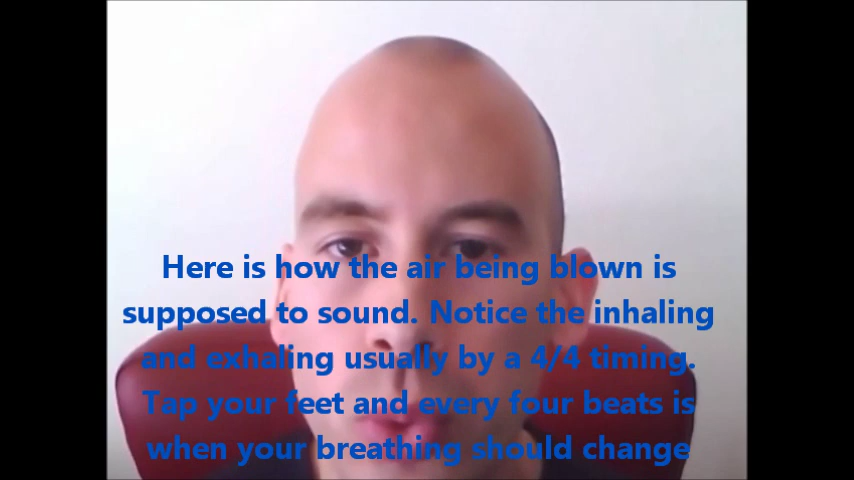 Here is how the air being blown is
supposed to sound. Notice the inhaling
and exhaling usually by a 4/4 timing.
Tap your feet and every four beats is
when your breathing should change